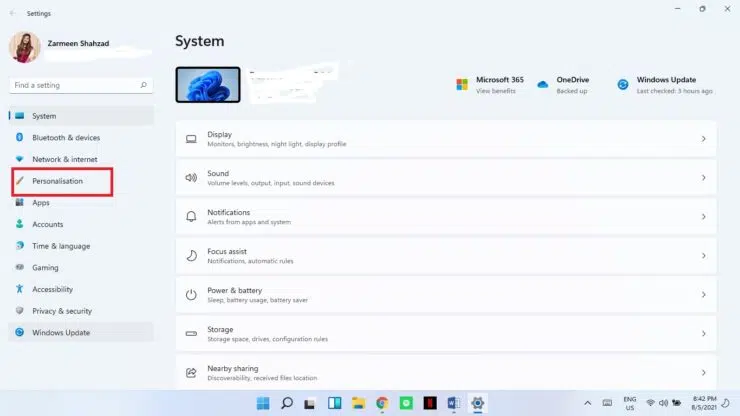 Settings
Zarmeen Shahzad
Find a setting
System
Bluetooth & devices
Network & internet
Personalisation
Apps
Accounts
Time & language
Gaming
Accessibility
Privacy & security
Windows Update
System
Microsoft 365
View benefits
OneDrive
Backed up
Windows Update
Last checked: 3 hours ago
Display
Monitors, brightness, night light, display profile
Sound
Volume levels, output, input, sound devices
Notifications
Alerts from apps and system
Focus assist
Notifications, automatic rules
Power & battery
Sleep, battery usage, battery saver
Storage
Storage space, drives, configuration rules
Nearby sharing
Discoverability, received files location
ENG
US
8:42 PM
8/5/2021